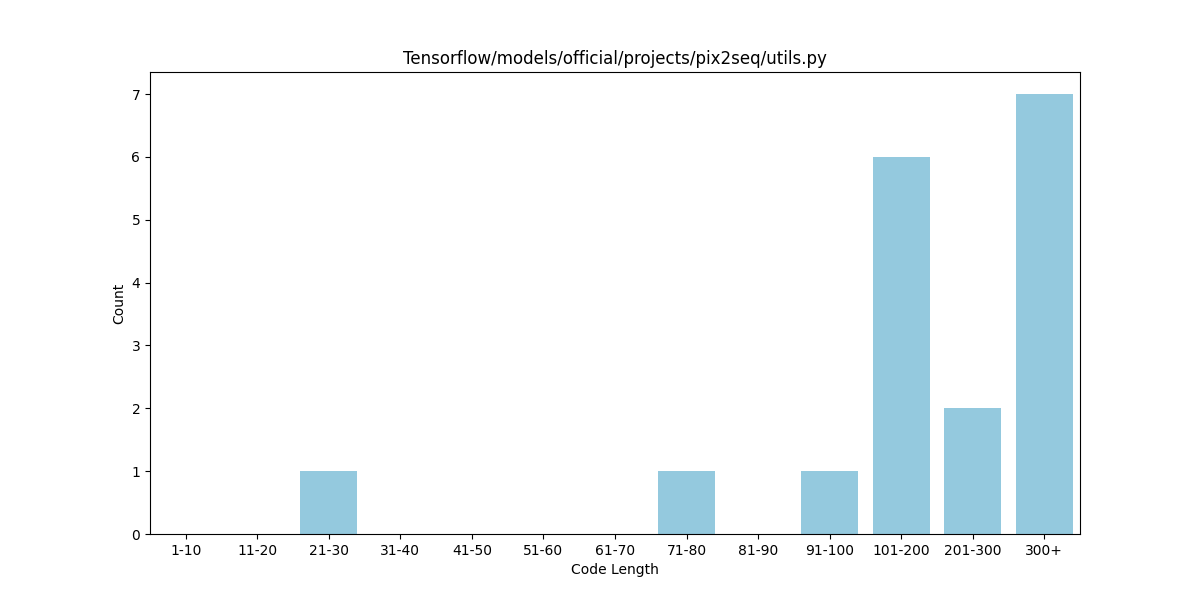 Tensorflow/models/official/projects/pix2seq/utils.py
7
6
5
4
3
2
1
0
Count
1-10 11-20 21-30 31-40 41-50 51-60 61-70 71-80 81-90 91-100 101-200 201-300 300+
Code Length